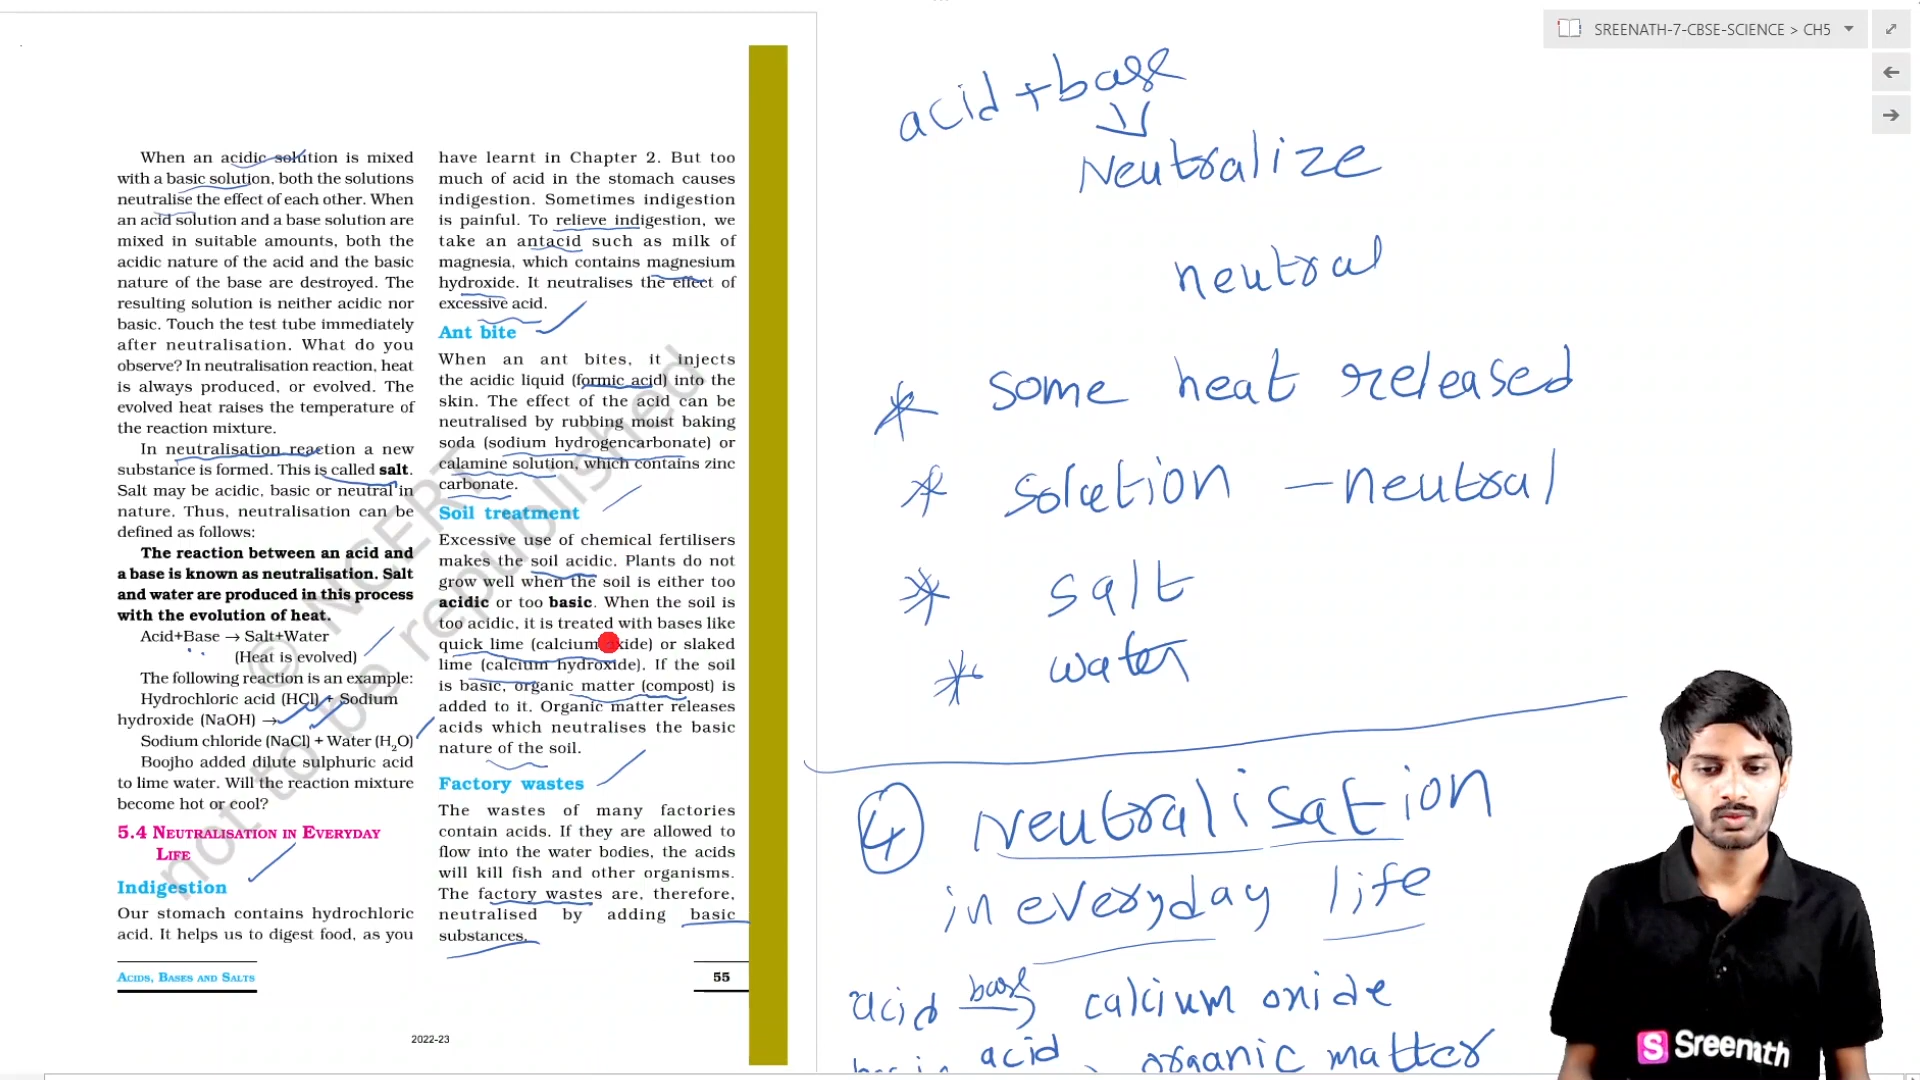 SREENATH-7-CBSE-SCIENCE > CH5
When an acidic solution is mixed
with a basic solution, both the solutions
neutralise the effect of each other. When
an acid solution and a base solution are
mixed in suitable amounts, both the
acidic nature of the acid and the basic
nature of the base are destroyed. The
resulting solution is neither acidic nor
basic. Touch the test tube immediately
after neutralisation. What do you
observe? In neutralisation reaction, heat
is always produced, or evolved. The
evolved heat raises the temperature of
the reaction mixture.
In neutralisation reaction a new
substance is formed. This is called salt.
Salt may be acidic, basic or neutral in
nature. Thus, neutralisation can be
defined as follows:
The reaction between an acid and
a base is known as neutralisation. Salt
and water are produced in this process
with the evolution of heat.
Acid+Base → Salt+Water
(Heat is evolved)
The following reaction is an example:
Hydrochloric acid (HCl) + Sodium
hydroxide (NaOH) →
Sodium chloride (NaCl) + Water (H₂O)
Boojho added dilute sulphuric acid
to lime water. Will the reaction mixture
become hot or cool?
5.4 NEUTRALISATION IN EVERYDAY
LIFE
Indigestion
Our stomach contains hydrochloric
acid. It helps us to digest food, as you
have learnt in Chapter 2. But too
much of acid in the stomach causes
indigestion. Sometimes indigestion
is painful. To relieve indigestion, we
take an antacid such as milk of
magnesia, which contains magnesium
hydroxide. It neutralises the effect of
excessive acid.
Ant bite
When an ant bites, it injects
the acidic liquid (formic acid) into the
skin. The effect of the acid can be
neutralised by rubbing moist baking
soda (sodium hydrogencarbonate) or
calamine solution, which contains zinc
carbonate.
Soil treatment
Excessive use of chemical fertilisers
makes the soil acidic. Plants do not
grow well when the soil is either too
acidic or too basic. When the soil is
too acidic, it is treated with bases like
quick lime (calcium oxide) or slaked
lime (calcium hydroxide). If the soil
is basic, organic matter (compost) is
added to it. Organic matter releases
acids which neutralises the basic
nature of the soil.
Factory wastes
The wastes of many factories
contain acids. If they are allowed to
flow into the water bodies, the acids
will kill fish and other organisms.
The factory wastes are, therefore,
neutralised by adding basic
substances.
ACIDS, BASES AND SALTS
55
2022-23
© NCERT
not to be republished
acid + base
Neutralize
neutral
* some heat released
* solution - neutral
* salt
* water
4 Neutralisation
in everyday life
acid base calcium oxide
acid organic matter
S Sreenath